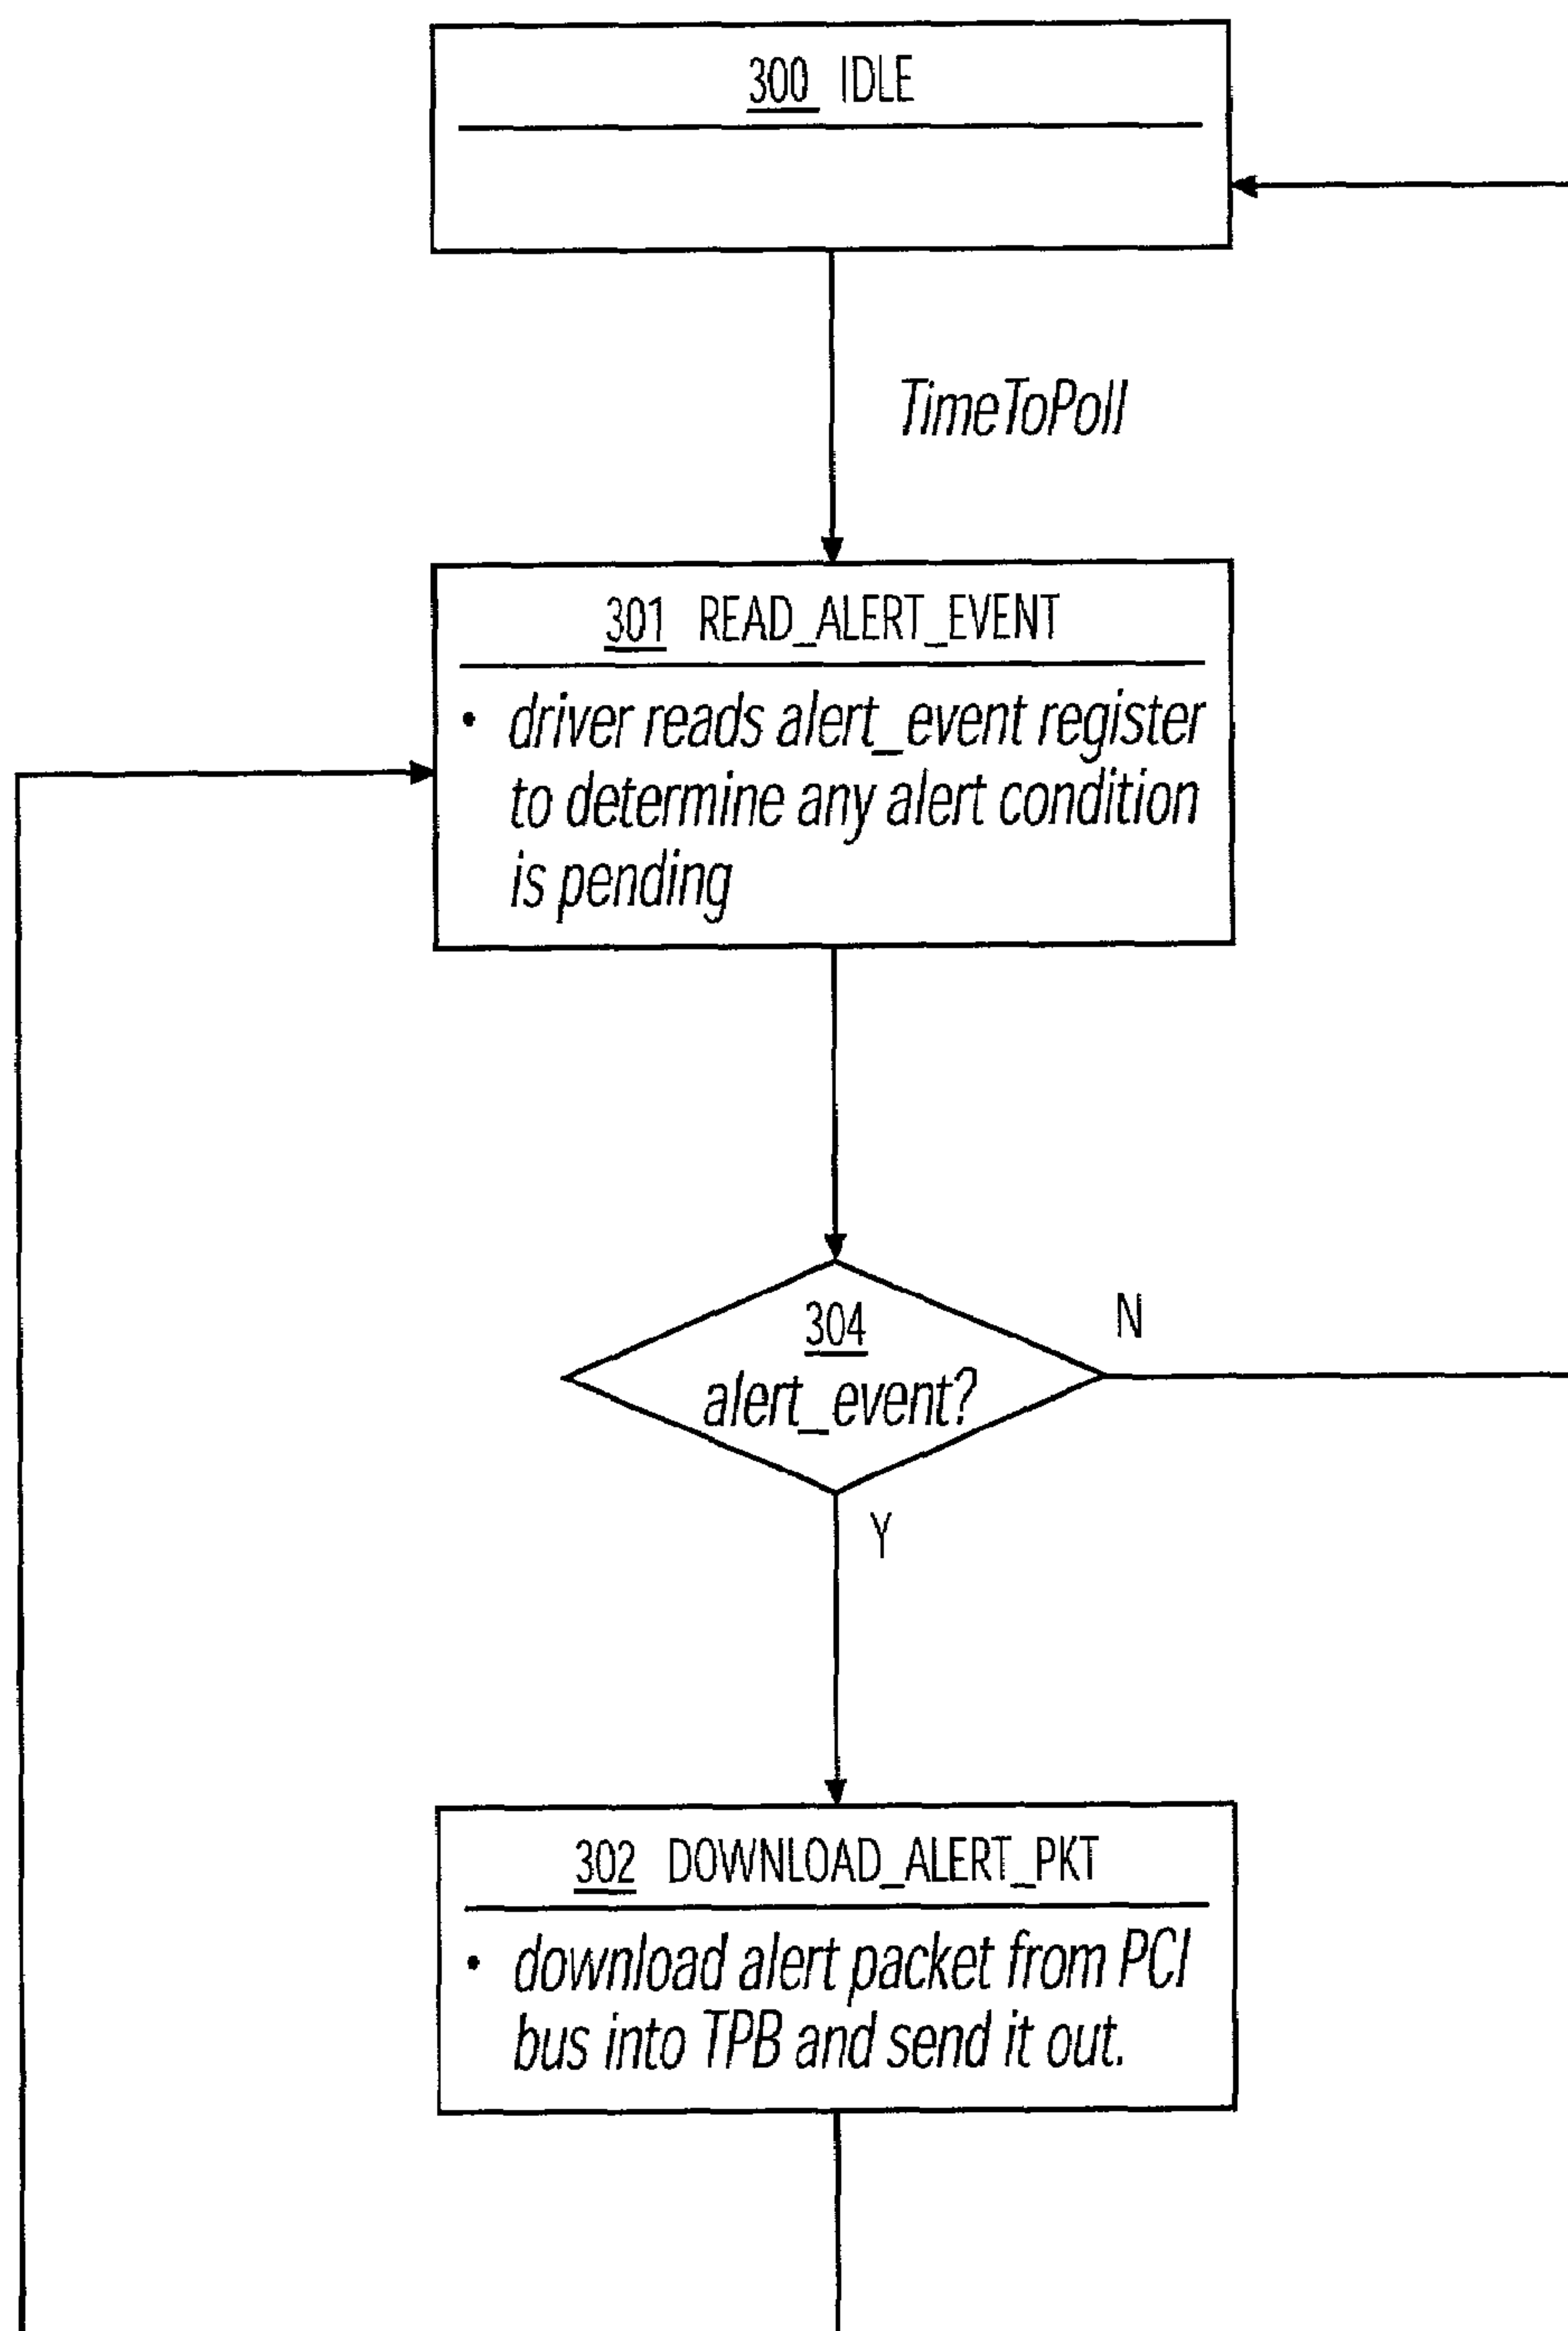 300 IDLE
TimeToPoll
301 READ_ALERT_EVENT
• driver reads alert_event register
to determine any alert condition
is pending
304
alert_event?
N
Y
302 DOWNLOAD_ALERT_PKT
• download alert packet from PCI
bus into TPB and send it out.